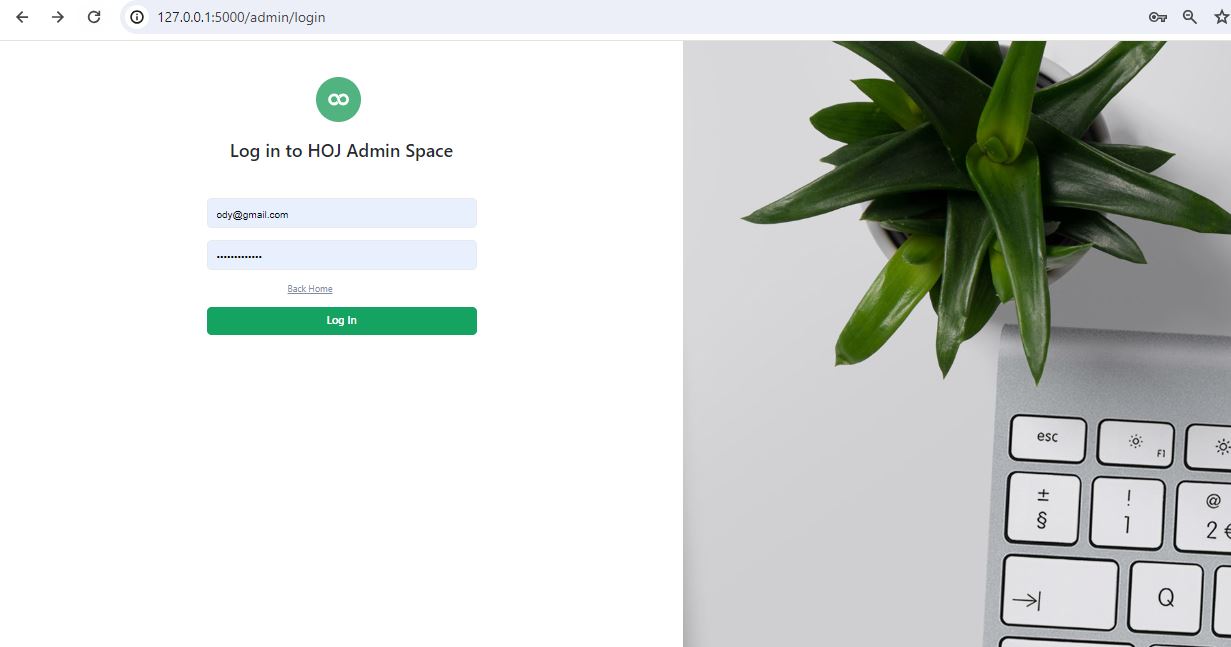 127.0.0.1:5000/admin/login
Log in to HOJ Admin Space
ody@gmail.com
Back Home
Log In
esc
F1
±
§
!
1
@
2 €
Q